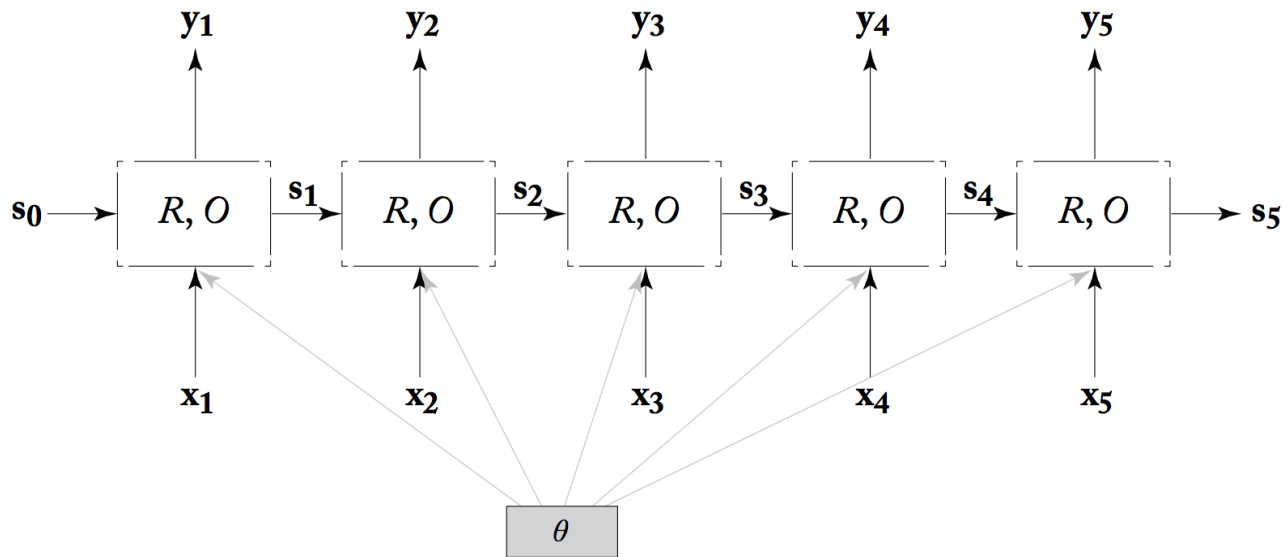 y1 y2 y3 y4 y5
s0 R, O s1 R, O s2 R, O s3 R, O s4 R, O s5
x1 x2 x3 x4 x5
θ